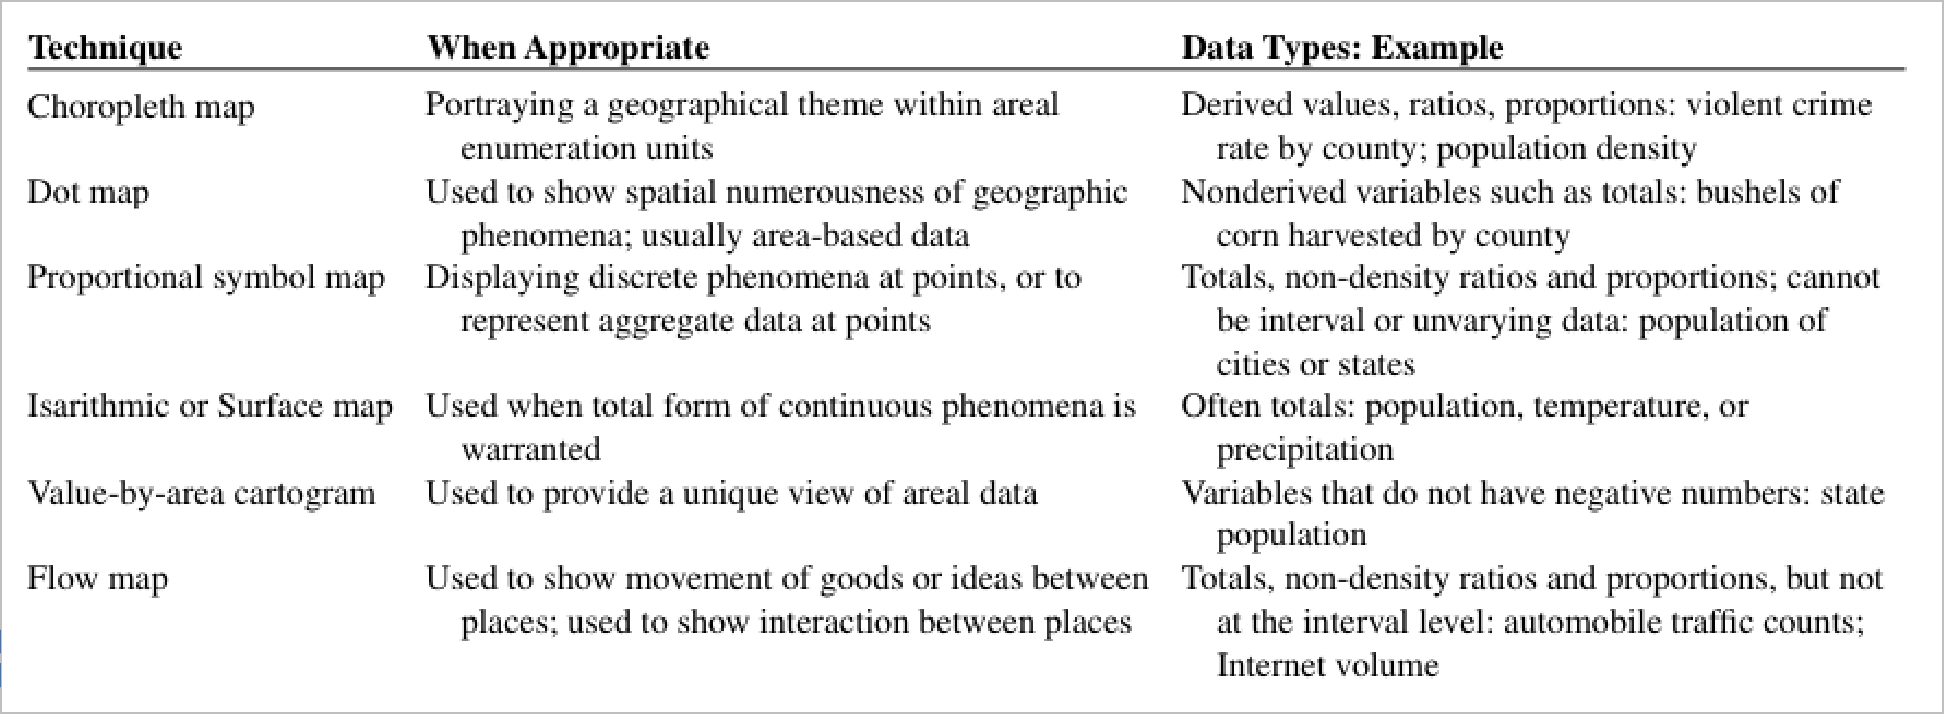 Technique When Appropriate Data Types: Example
Choropleth map Portraying a geographical theme within areal Derived values, ratios, proportions: violent crime
enumeration units rate by county; population density
Dot map Used to show spatial numerousness of geographic Nonderived variables such as totals: bushels of
phenomena; usually area-based data corn harvested by county
Proportional symbol map Displaying discrete phenomena at points, or to Totals, non-density ratios and proportions; cannot
represent aggregate data at points be interval or unvarying data: population of
cities or states
Isarithmic or Surface map Used when total form of continuous phenomena is Often totals: population, temperature, or
warranted precipitation
Value-by-area cartogram Used to provide a unique view of areal data Variables that do not have negative numbers: state
population
Flow map Used to show movement of goods or ideas between Totals, non-density ratios and proportions, but not
places; used to show interaction between places at the interval level: automobile traffic counts;
Internet volume